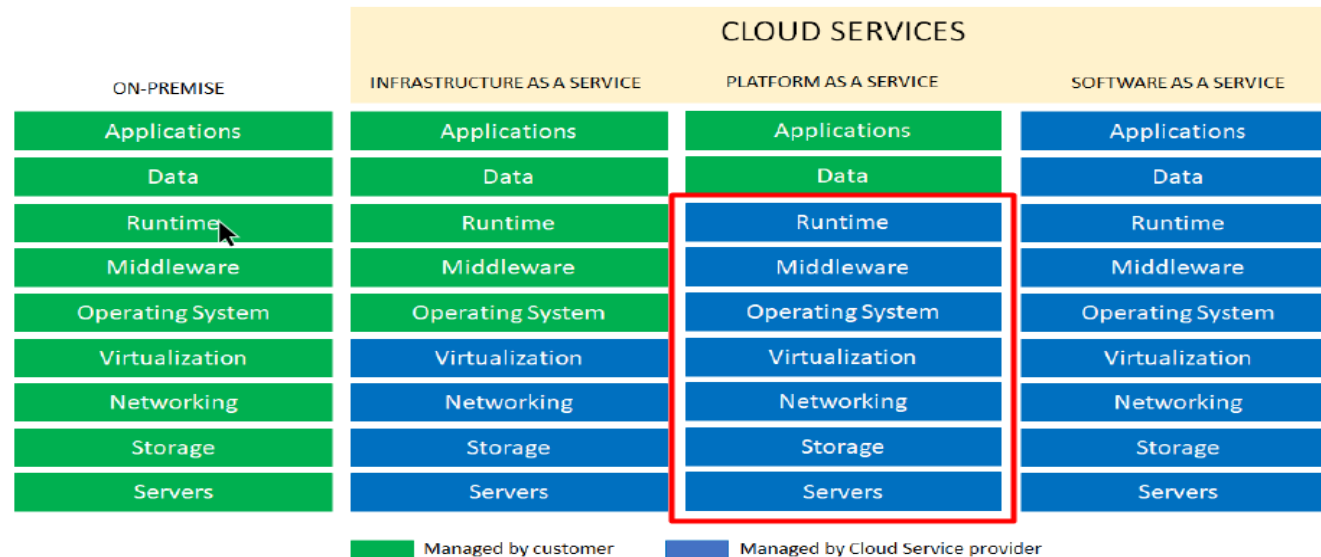 CLOUD SERVICES
ON-PREMISE INFRASTRUCTURE AS A SERVICE PLATFORM AS A SERVICE SOFTWARE AS A SERVICE
Applications Applications Applications Applications
Data Data Data Data
Runtime Runtime Runtime Runtime
Middleware Middleware Middleware Middleware
Operating System Operating System Operating System Operating System
Virtualization Virtualization Virtualization Virtualization
Networking Networking Networking Networking
Storage Storage Storage Storage
Servers Servers Servers Servers
Managed by customer Managed by Cloud Service provider